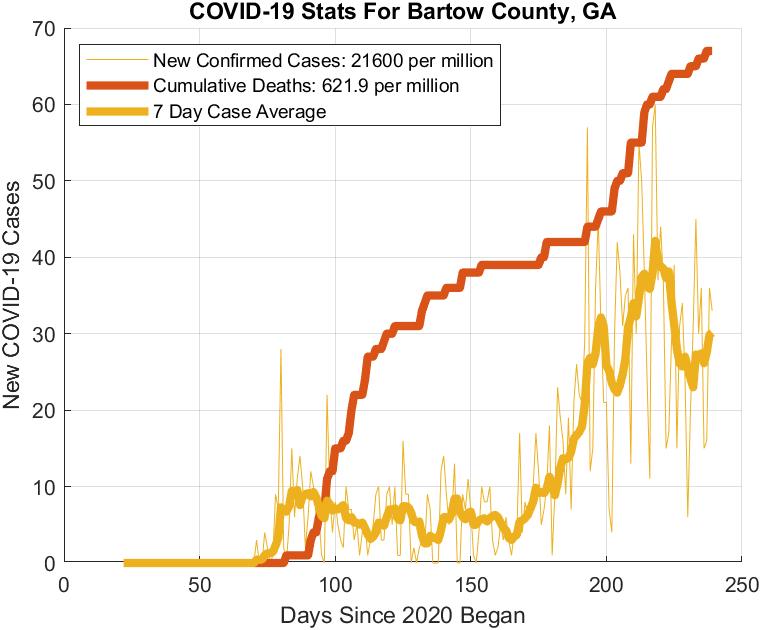 COVID-19 Stats For Bartow County, GA
New Confirmed Cases: 21600 per million
Cumulative Deaths: 621.9 per million
7 Day Case Average
New COVID-19 Cases
70
60
50
40
30
20
10
0
0 50 100 150 200 250
Days Since 2020 Began